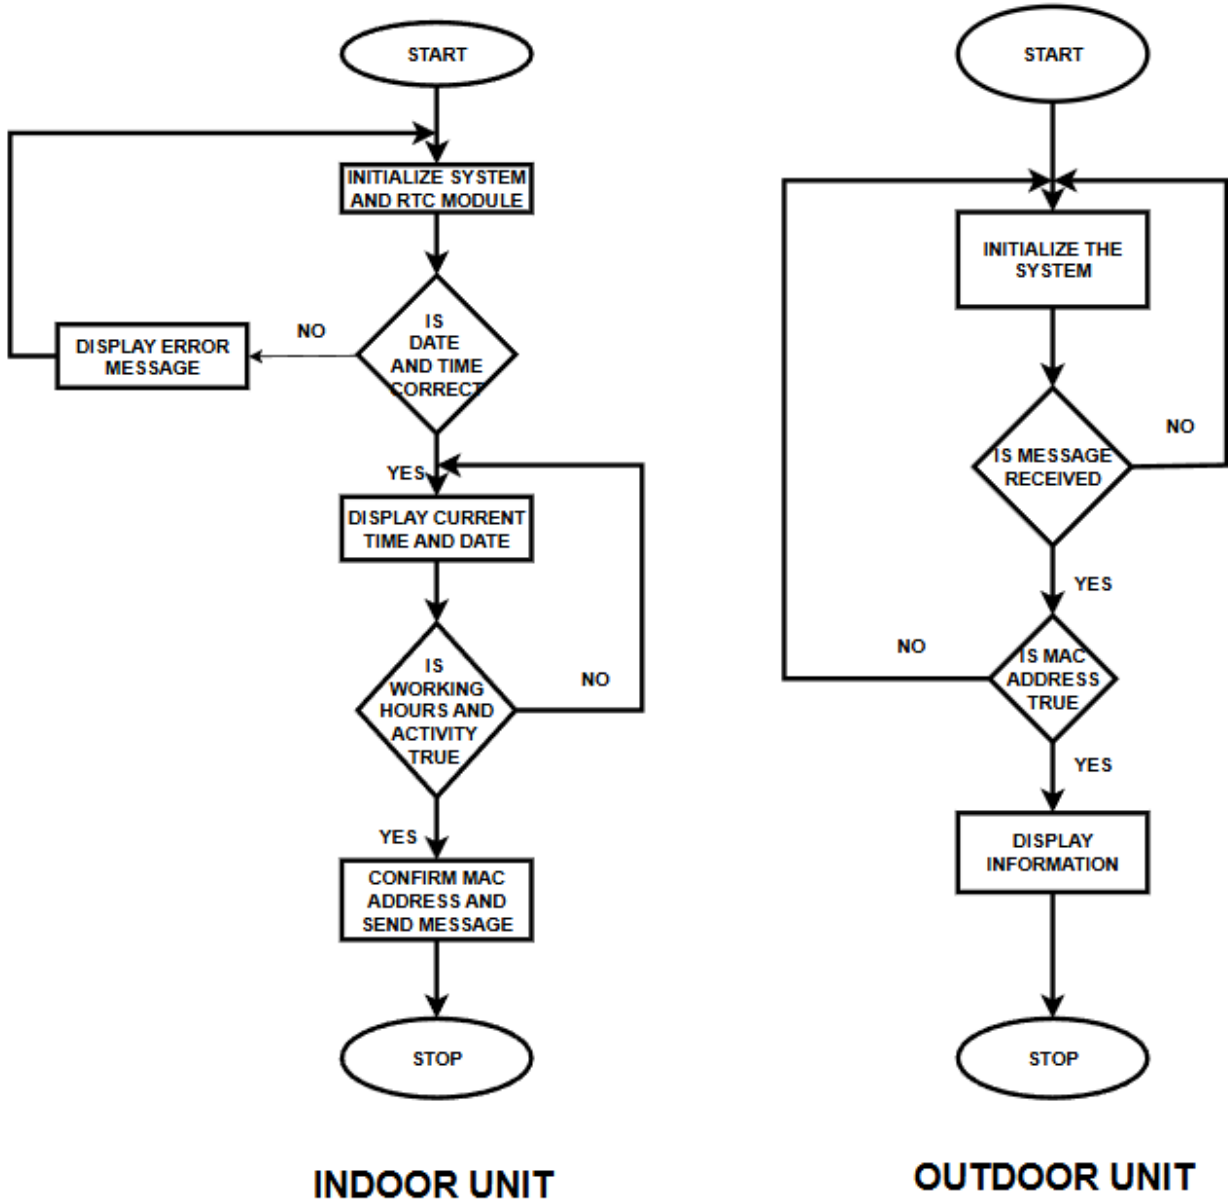 START
INITIALIZE SYSTEM
AND RTC MODULE
IS
DATE
AND TIME
CORRECT
NO
DISPLAY ERROR
MESSAGE
YES
DISPLAY CURRENT
TIME AND DATE
IS
WORKING
HOURS AND
ACTIVITY
TRUE
NO
YES
CONFIRM MAC
ADDRESS AND
SEND MESSAGE
STOP
INDOOR UNIT
START
INITIALIZE THE
SYSTEM
IS MESSAGE
RECEIVED
NO
YES
IS MAC
ADDRESS
TRUE
NO
YES
DISPLAY
INFORMATION
STOP
OUTDOOR UNIT